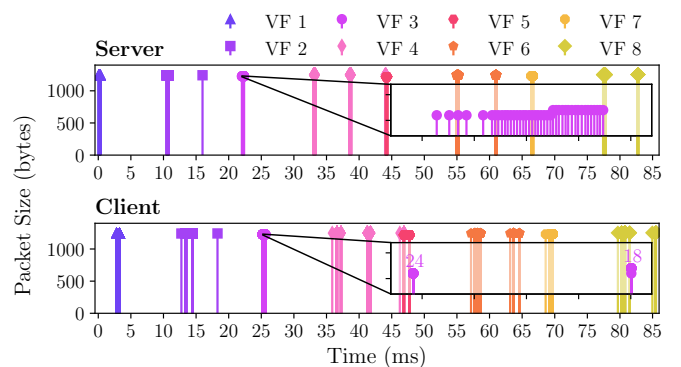 VF 1 VF 3 VF 5 VF 7
VF 2 VF 4 VF 6 VF 8
Server
1000
500
0
0 5 10 15 20 25 30 35 40 45 50 55 60 65 70 75 80 85
Client
24 18
1000
500
0
0 5 10 15 20 25 30 35 40 45 50 55 60 65 70 75 80 85
Packet Size (bytes)
Time (ms)